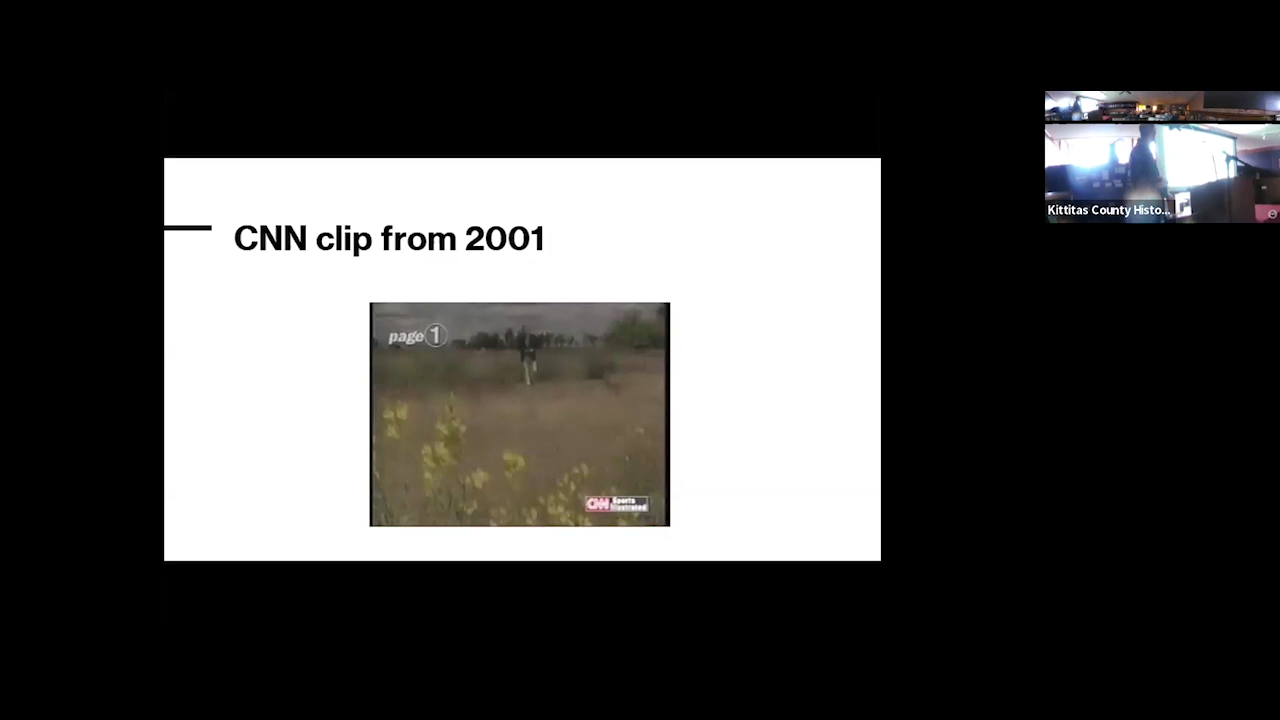 CNN clip from 2001
page 1
CNN Sports
Illustrated
Kittitas County Histo...